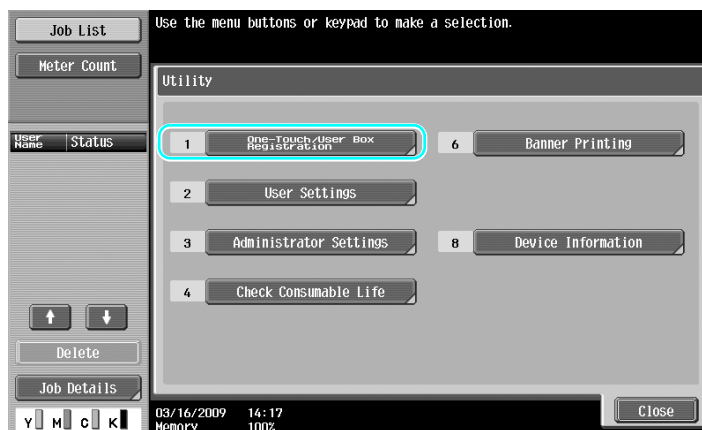 Job List
Meter Count
User Name
Status
Delete
Job Details
Y M C K
Use the menu buttons or keypad to make a selection.
Utility
1 One-Touch/User Box
Registration
2 User Settings
3 Administrator Settings
4 Check Consumable Life
6 Banner Printing
8 Device Information
03/16/2009 14:17
Memory 100%
Close